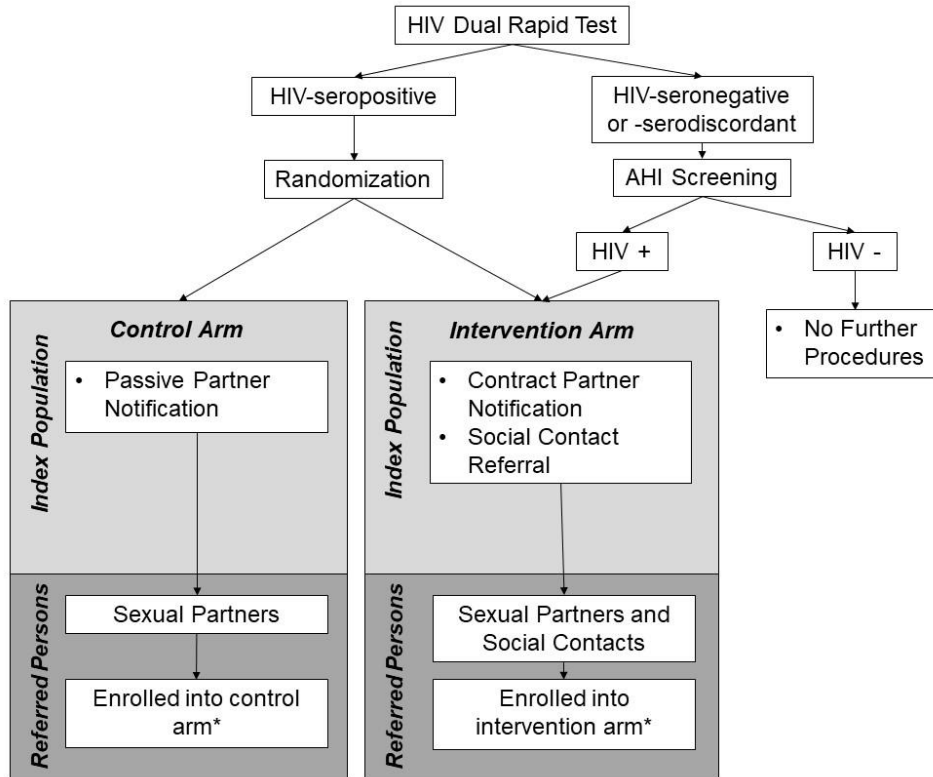 HIV Dual Rapid Test
HIV-seropositive
HIV-seronegative
or -serodiscordant
Randomization
AHI Screening
HIV +
HIV -
• No Further
Procedures
Index Population
Control Arm
• Passive Partner
Notification
Index Population
Intervention Arm
• Contract Partner
Notification
• Social Contact
Referral
Referred Persons
Sexual Partners
Enrolled into control
arm*
Referred Persons
Sexual Partners and
Social Contacts
Enrolled into
intervention arm*